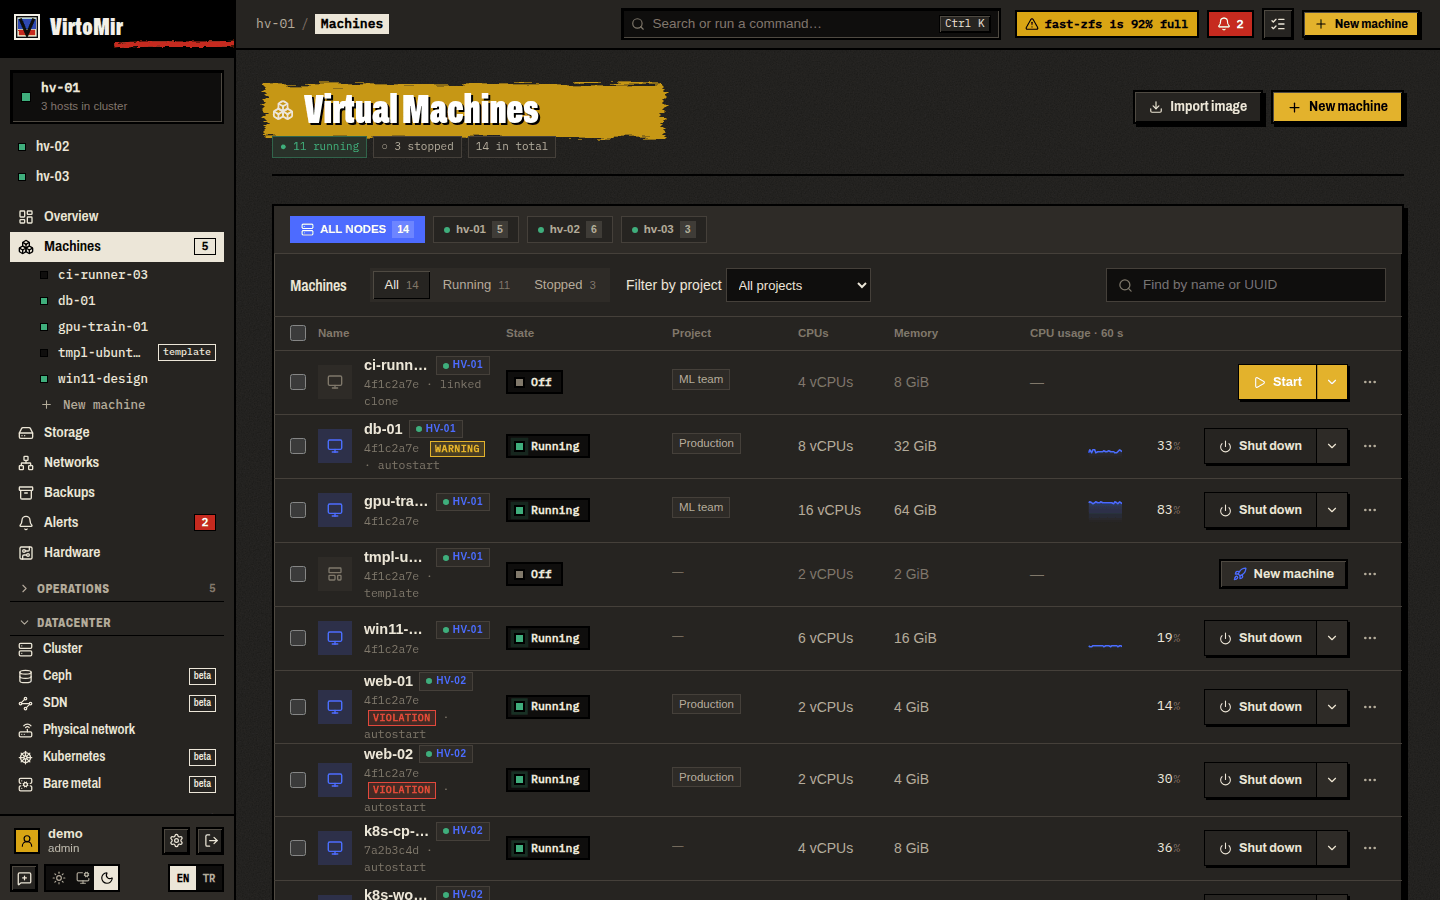 VirtoMir
hv-01 / Machines
Search or run a command… Ctrl K
fast-zfs is 92% full
2
New machine
hv-01
3 hosts in cluster
hv-02
hv-03
Overview
Machines 5
ci-runner-03
db-01
gpu-train-01
tmpl-ubunt… template
win11-design
New machine
Storage
Networks
Backups
Alerts 2
Hardware
OPERATIONS 5
DATACENTER
Cluster
Ceph beta
SDN beta
Physical network
Kubernetes beta
Bare metal beta
demo
admin
EN TR
Virtual Machines
11 running
3 stopped
14 in total
Import image
New machine
ALL NODES 14
hv-01 5
hv-02 6
hv-03 3
Machines
All 14
Running 11
Stopped 3
Filter by project
All projects
Find by name or UUID
Name State Project CPUs Memory CPU usage · 60 s
ci-runn… HV-01
4f1c2a7e · linked
clone
Off ML team 4 vCPUs 8 GiB — Start
db-01 HV-01
4f1c2a7e WARNING
· autostart
Running Production 8 vCPUs 32 GiB 33% Shut down
gpu-tra… HV-01
4f1c2a7e
Running ML team 16 vCPUs 64 GiB 83% Shut down
tmpl-u… HV-01
4f1c2a7e ·
template
Off — 2 vCPUs 2 GiB — New machine
win11-… HV-01
4f1c2a7e
Running — 6 vCPUs 16 GiB 19% Shut down
web-01 HV-02
4f1c2a7e
VIOLATION ·
autostart
Running Production 2 vCPUs 4 GiB 14% Shut down
web-02 HV-02
4f1c2a7e
VIOLATION ·
autostart
Running Production 2 vCPUs 4 GiB 30% Shut down
k8s-cp-… HV-02
7a2b3c4d ·
autostart
Running — 4 vCPUs 8 GiB 36% Shut down
k8s-wo… HV-02